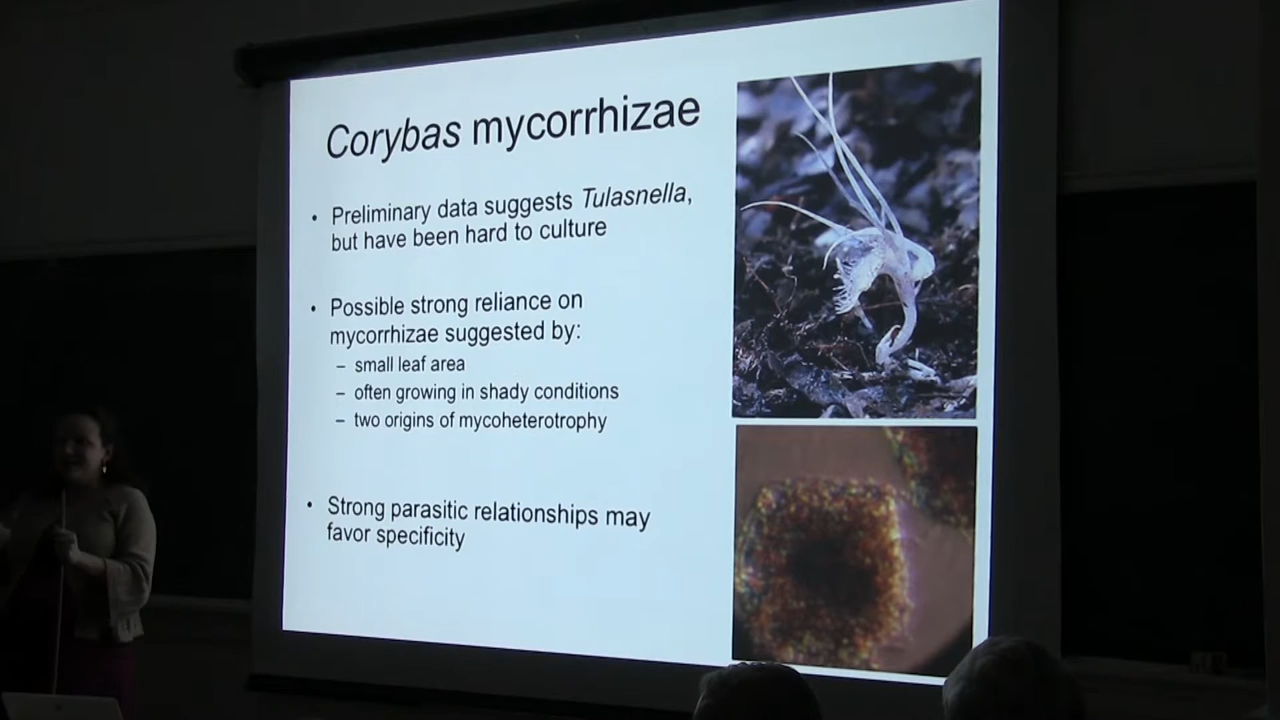 Corybas mycorrhizae
• Preliminary data suggests Tulasnella,
but have been hard to culture
• Possible strong reliance on
mycorrhizae suggested by:
– small leaf area
– often growing in shady conditions
– two origins of mycoheterotrophy
• Strong parasitic relationships may
favor specificity